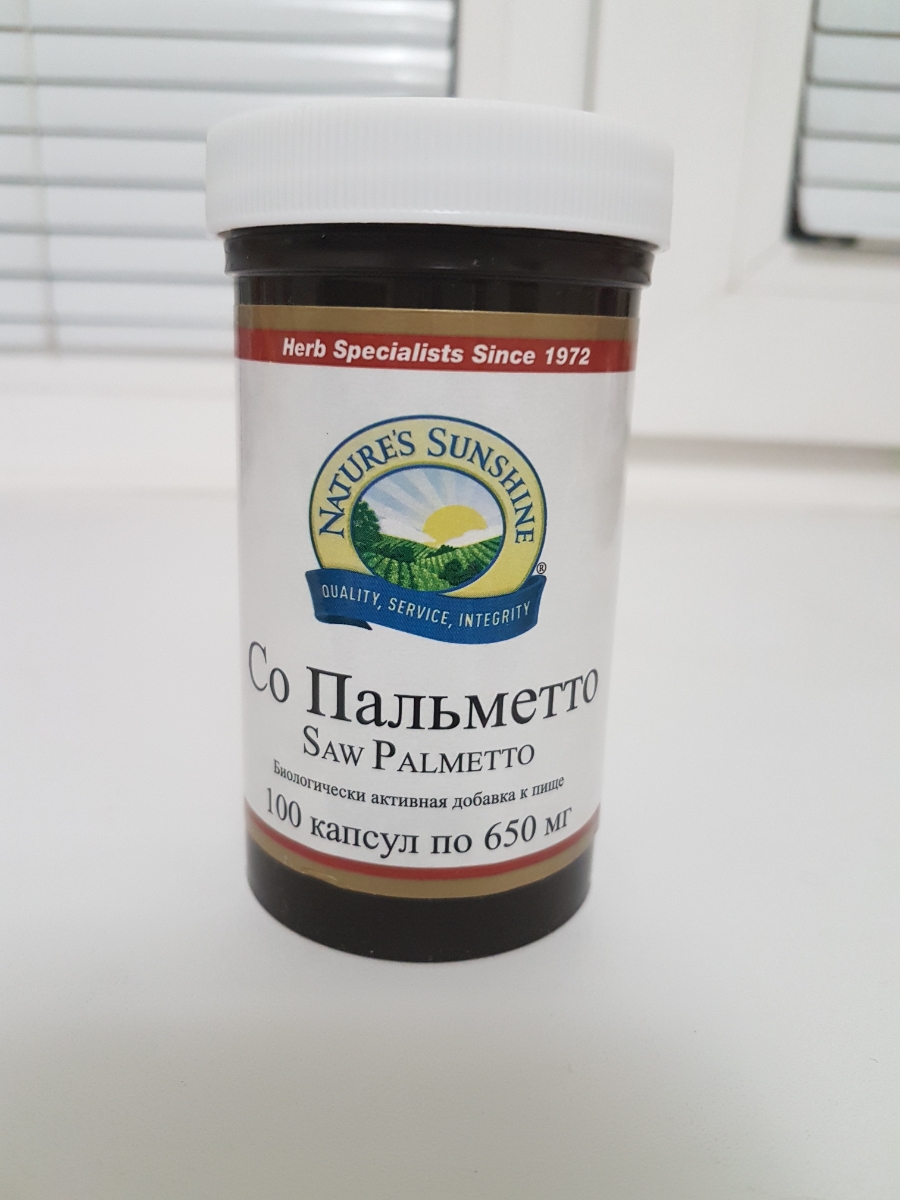 Herb Specialists Since 1972
NATURE'S SUNSHINE
®
QUALITY, SERVICE, INTEGRITY
Со Пальметто
SAW PALMETTO
Биологически активная добавка к пище
100 капсул по 650 мг